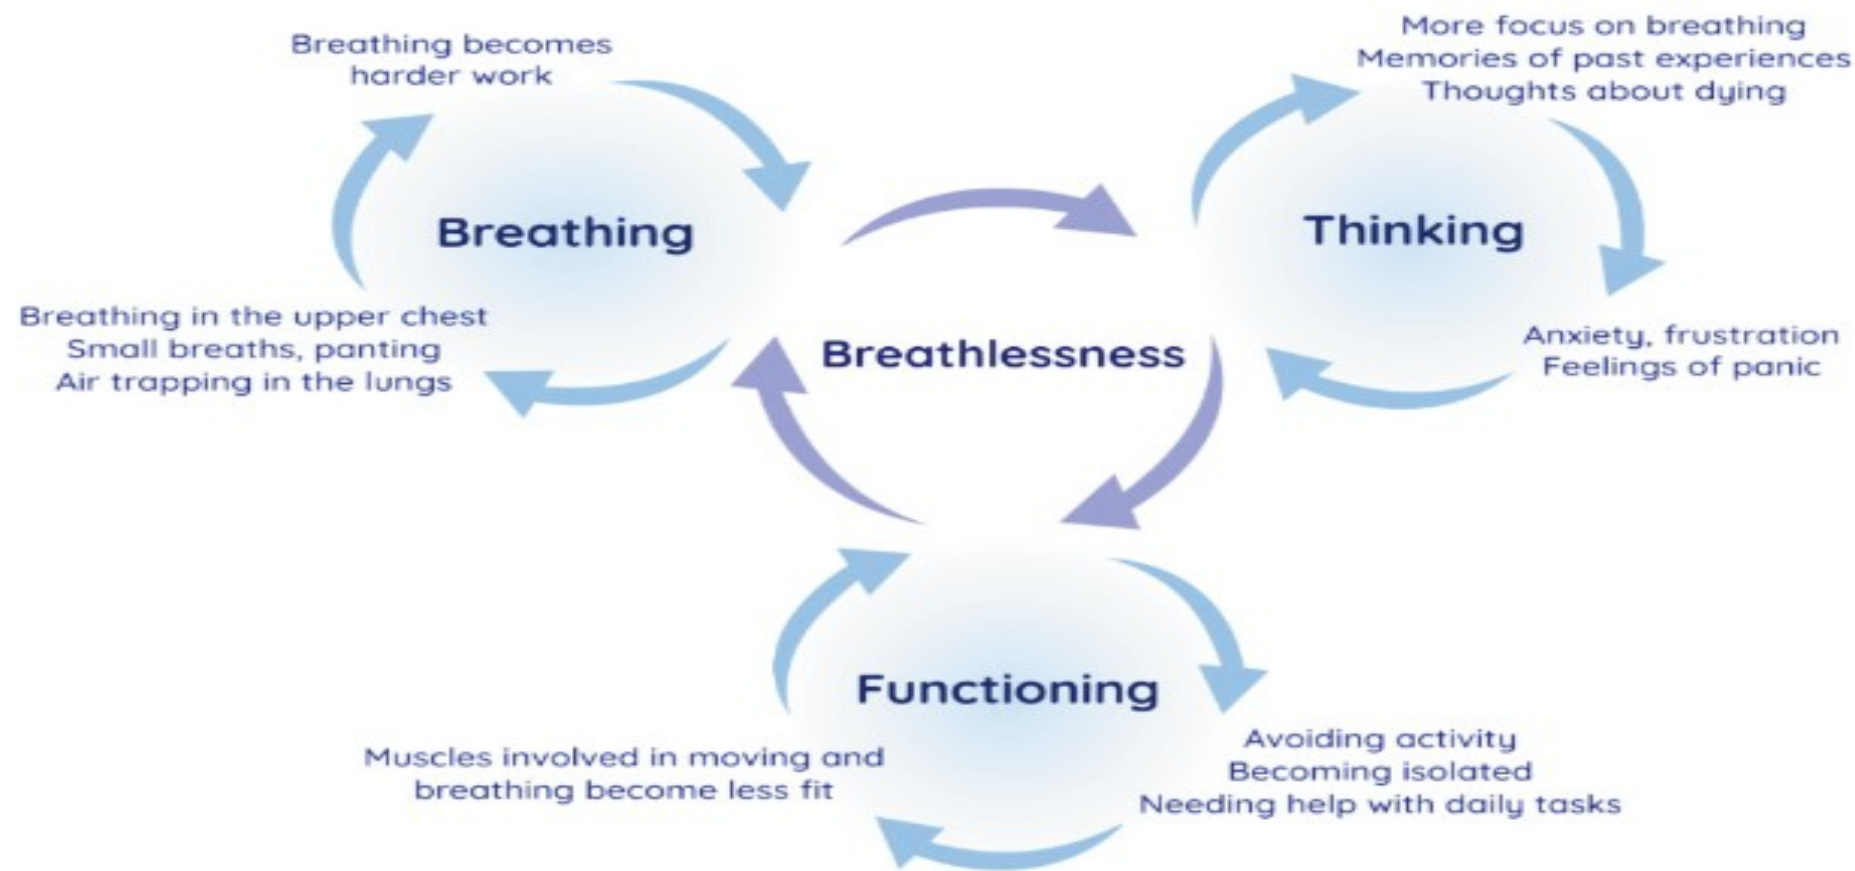 Breathing becomes
harder work
Breathing
Breathing in the upper chest
Small breaths, panting
Air trapping in the lungs
More focus on breathing
Memories of past experiences
Thoughts about dying
Thinking
Anxiety, frustration
Feelings of panic
Breathlessness
Functioning
Avoiding activity
Becoming isolated
Needing help with daily tasks
Muscles involved in moving and
breathing become less fit